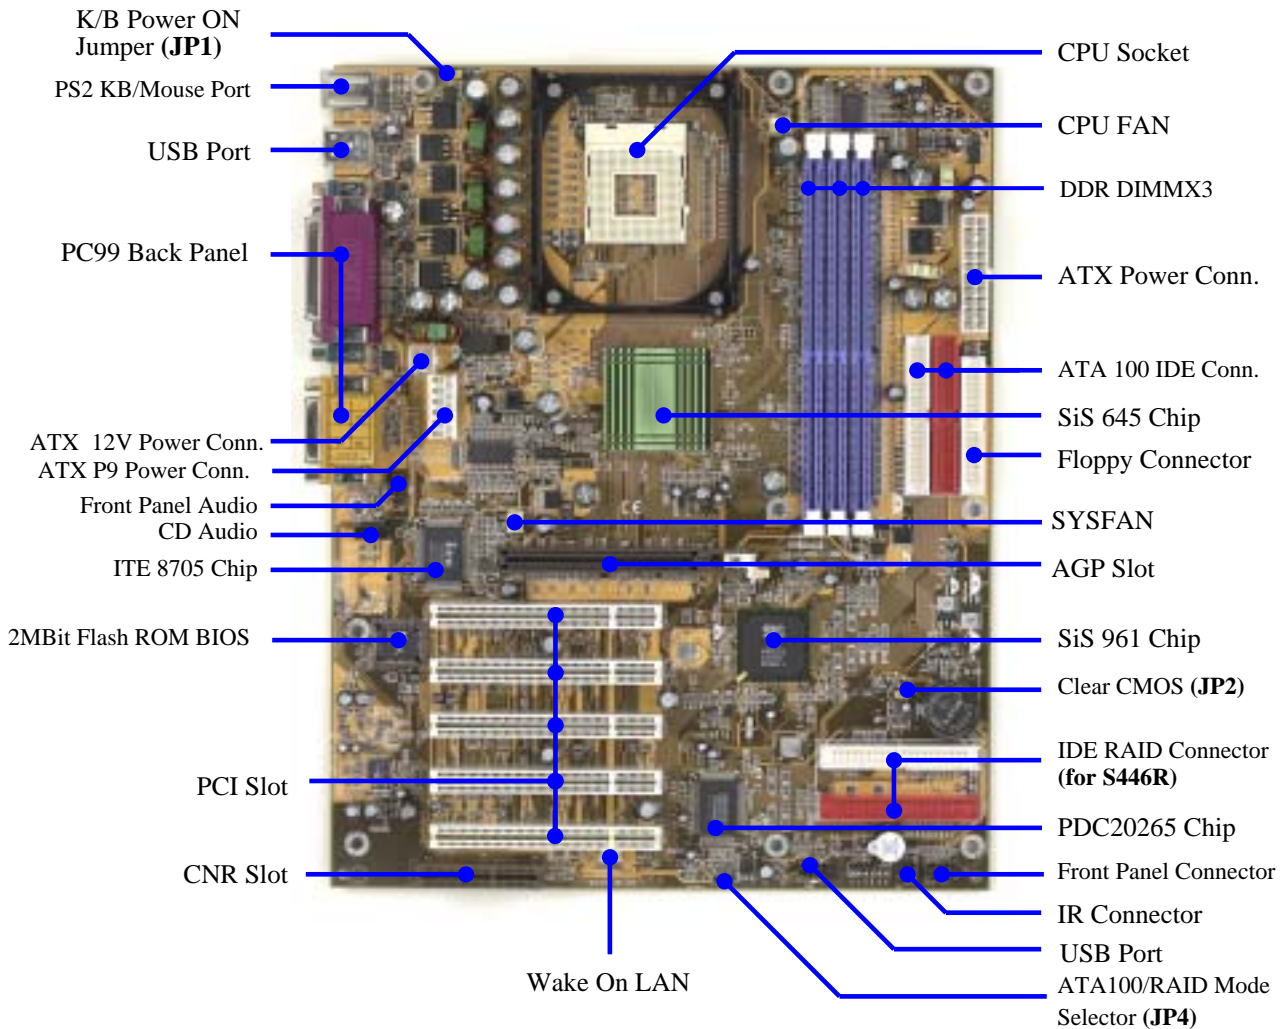 K/B Power ON
Jumper (JP1)
PS2 KB/Mouse Port
USB Port
PC99 Back Panel
ATX 12V Power Conn.
ATX P9 Power Conn.
Front Panel Audio
CD Audio
ITE 8705 Chip
2MBit Flash ROM BIOS
PCI Slot
CNR Slot
Wake On LAN
CPU Socket
CPU FAN
DDR DIMMX3
ATX Power Conn.
ATA 100 IDE Conn.
SiS 645 Chip
Floppy Connector
SYSFAN
AGP Slot
SiS 961 Chip
Clear CMOS (JP2)
IDE RAID Connector
(for S446R)
PDC20265 Chip
Front Panel Connector
IR Connector
USB Port
ATA100/RAID Mode
Selector (JP4)
CE